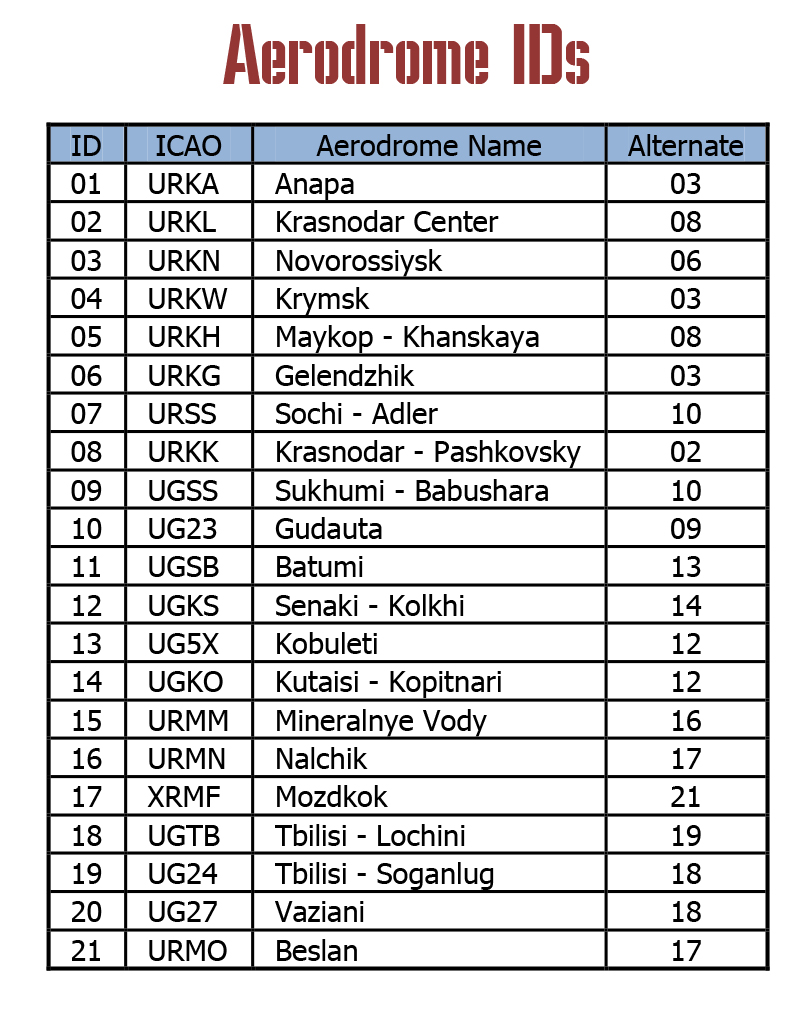 Aerodrome IDs
ID ICAO Aerodrome Name Alternate
01 URKA Anapa 03
02 URKL Krasnodar Center 08
03 URKN Novorossiysk 06
04 URKW Krymsk 03
05 URKH Maykop - Khanskaya 08
06 URKG Gelendzhik 03
07 URSS Sochi - Adler 10
08 URKK Krasnodar - Pashkovsky 02
09 UGSS Sukhumi - Babushara 10
10 UG23 Gudauta 09
11 UGSB Batumi 13
12 UGKS Senaki - Kolkhi 14
13 UG5X Kobuleti 12
14 UGKO Kutaisi - Kopitnari 12
15 URMM Mineralnye Vody 16
16 URMN Nalchik 17
17 XRMF Mozdkok 21
18 UGTB Tbilisi - Lochini 19
19 UG24 Tbilisi - Soganlug 18
20 UG27 Vaziani 18
21 URMO Beslan 17